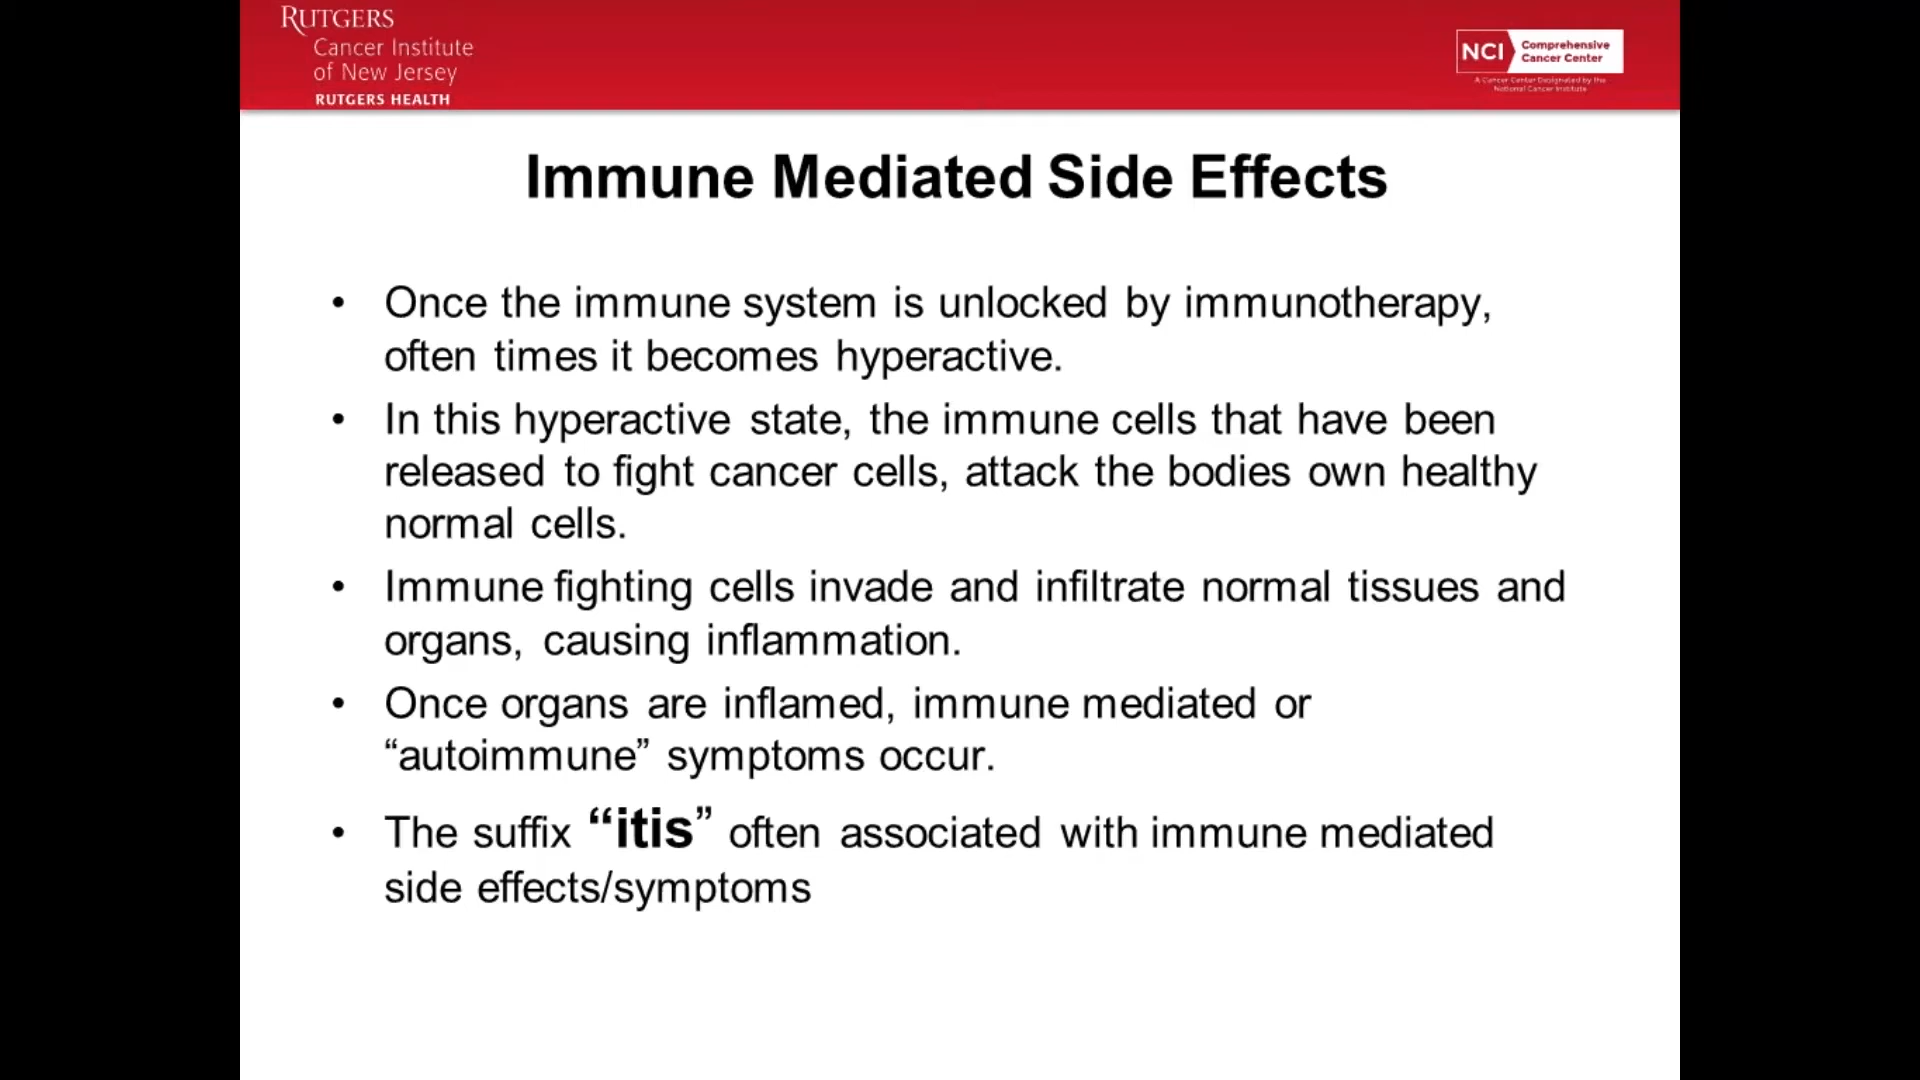 RUTGERS
Cancer Institute
of New Jersey
RUTGERS HEALTH
NCI
Comprehensive
Cancer Center
A Cancer Center Designated by the
National Cancer Institute
Immune Mediated Side Effects
• Once the immune system is unlocked by immunotherapy,
often times it becomes hyperactive.
• In this hyperactive state, the immune cells that have been
released to fight cancer cells, attack the bodies own healthy
normal cells.
• Immune fighting cells invade and infiltrate normal tissues and
organs, causing inflammation.
• Once organs are inflamed, immune mediated or
“autoimmune” symptoms occur.
• The suffix “itis” often associated with immune mediated
side effects/symptoms